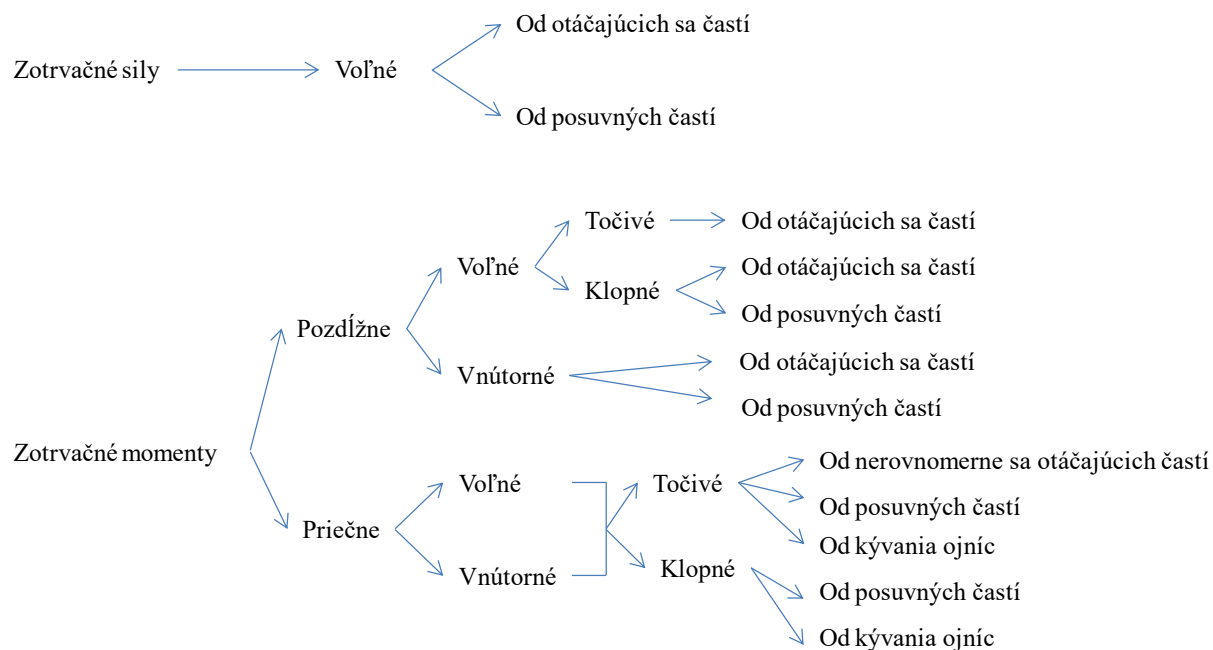 Od otáčajúcich sa častí
Zotrvačné sily
Voľné
Od posuvných častí
Točivé
Od otáčajúcich sa častí
Voľné
Od otáčajúcich sa častí
Klopné
Od posuvných častí
Pozdĺžne
Od otáčajúcich sa častí
Vnútorné
Od posuvných častí
Zotrvačné momenty
Od nerovnomerne sa otáčajúcich častí
Voľné
Točivé
Od posuvných častí
Priečne
Od kývania ojníc
Klopné
Vnútorné
Od posuvných častí
Od kývania ojníc